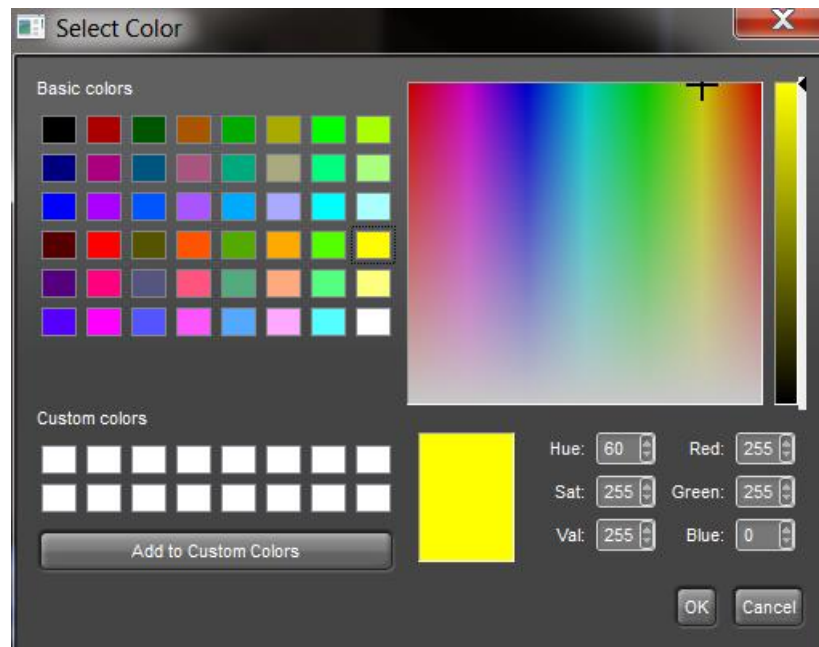 Select Color
X
Basic colors
Custom colors
Add to Custom Colors
Hue: 60 Red: 255
Sat: 255 Green: 255
Val: 255 Blue: 0
OK Cancel